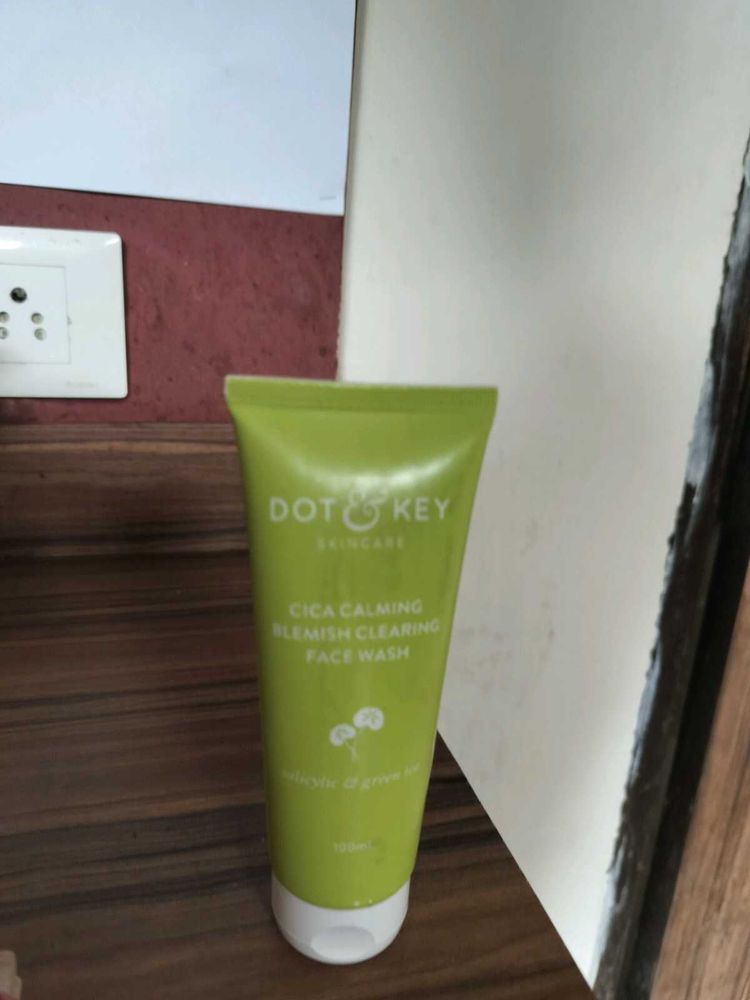 DOT & KEY
SKINCARE
CICA CALMING
BLEMISH CLEARING
FACE WASH
salicylic & green tea
100ml